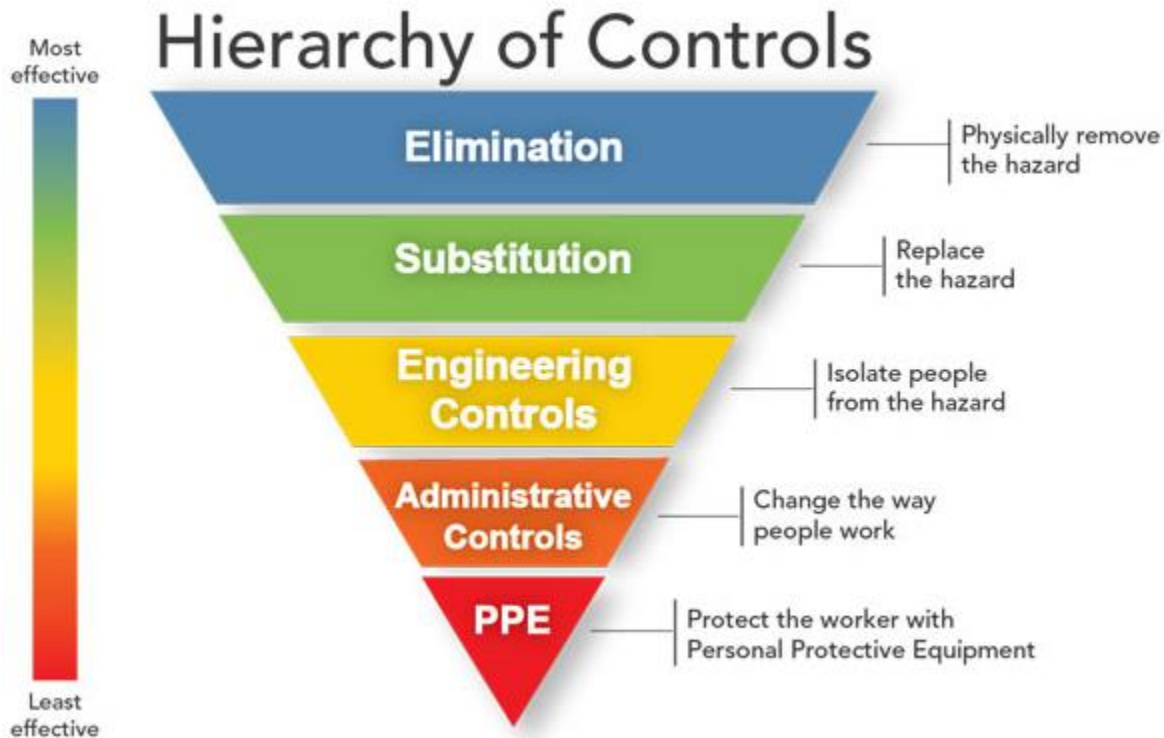 Hierarchy of Controls
Most
effective
Elimination
Physically remove
the hazard
Substitution
Replace
the hazard
Engineering
Controls
Isolate people
from the hazard
Administrative
Controls
Change the way
people work
PPE
Protect the worker with
Personal Protective Equipment
Least
effective